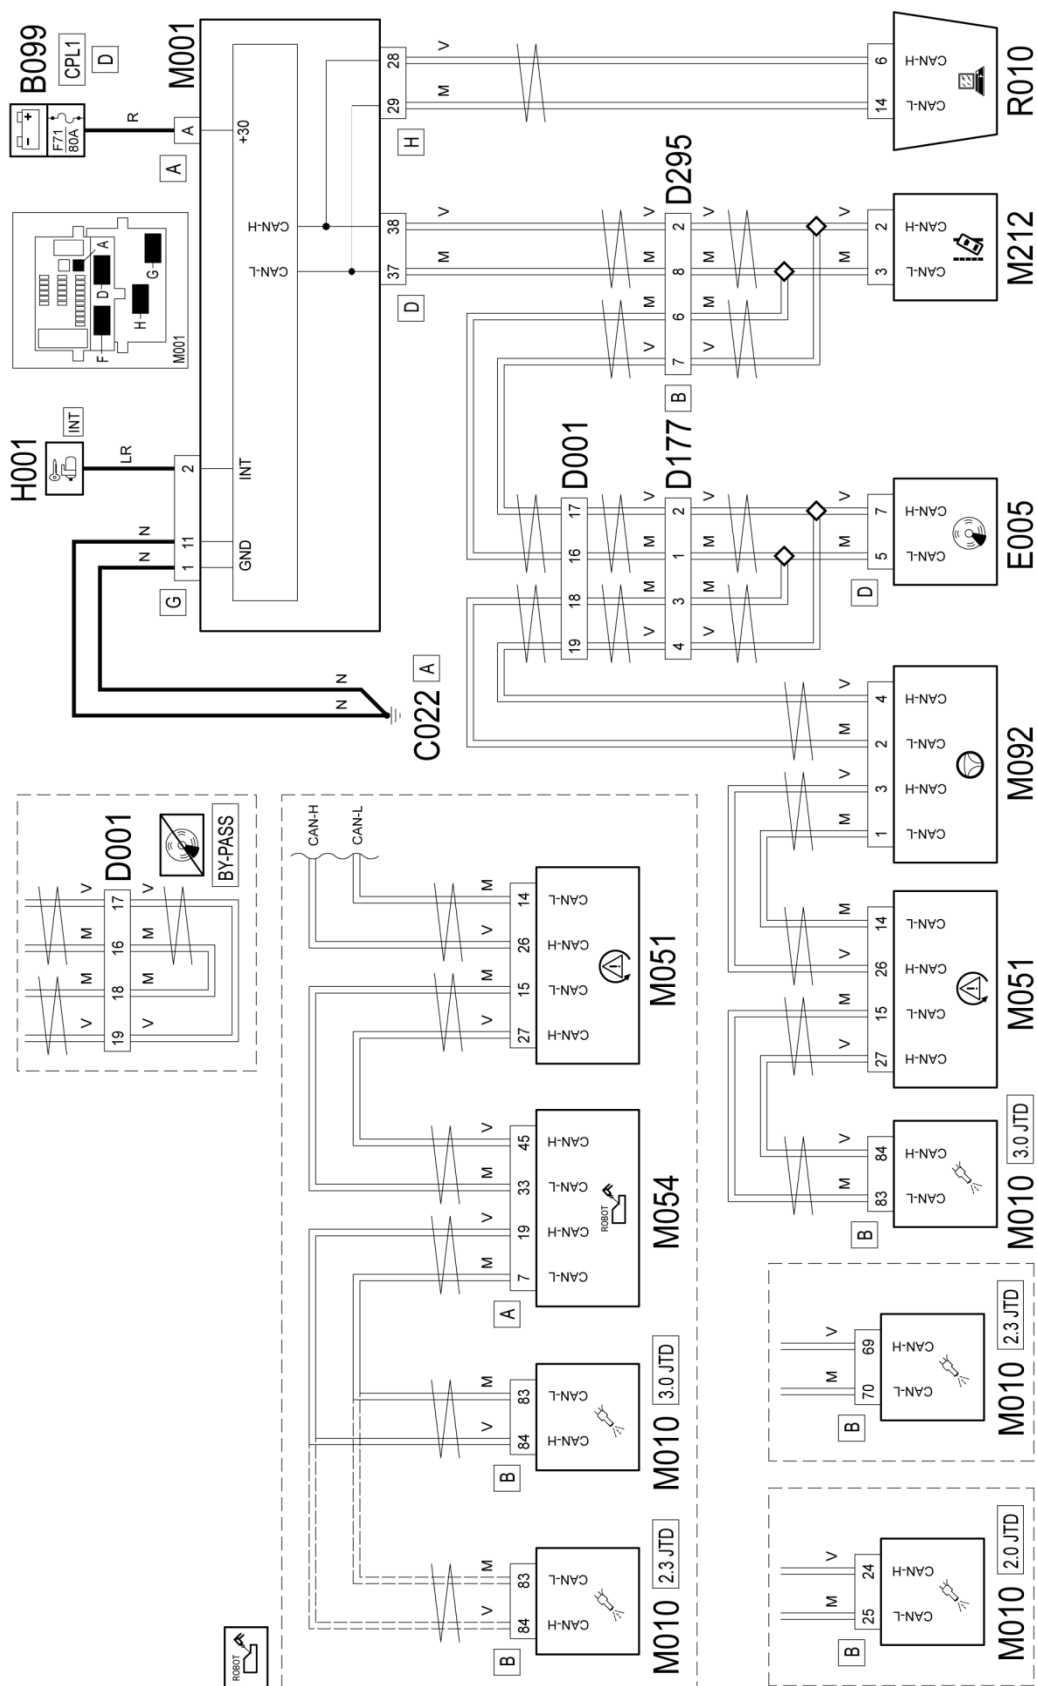 B099
CPL1
D
F71
80A
R
A
A
M001
+30
CAN-H
CAN-L
28
29
H
V
M
38
37
D
V
M
A
D
F
G
H
M001
H001
INT
LR
2
INT
N
N
11
1
GND
G
N
N
C022
A
6
14
CAN-H
CAN-L
R010
D295
V
M
M
V
2
8
6
7
V
M
M
V
B
V
M
2
3
CAN-H
CAN-L
M212
D001
17
16
18
19
V
M
M
V
D177
2
1
3
4
V
M
M
V
V
M
7
5
D
CAN-H
CAN-L
E005
V
M
V
M
4
2
3
1
CAN-H
CAN-L
CAN-H
CAN-L
M092
M
V
M
V
14
26
15
27
CAN-L
CAN-H
CAN-L
CAN-H
M051
V
M
84
83
B
CAN-H
CAN-L
M010
3.0 JTD
D001
V
M
M
V
17
16
18
19
V
M
M
V
BY-PASS
CAN-H
CAN-L
M
V
M
V
14
26
15
27
CAN-L
CAN-H
CAN-L
CAN-H
M051
V
M
V
M
45
33
19
7
A
CAN-H
CAN-L
CAN-H
CAN-L
ROBOT
M054
M
V
83
84
B
CAN-L
CAN-H
M010
3.0 JTD
M
V
83
84
B
CAN-L
CAN-H
M010
2.3 JTD
ROBOT
V
M
69
70
B
CAN-H
CAN-L
M010
2.3 JTD
V
M
24
25
B
CAN-H
CAN-L
M010
2.0 JTD